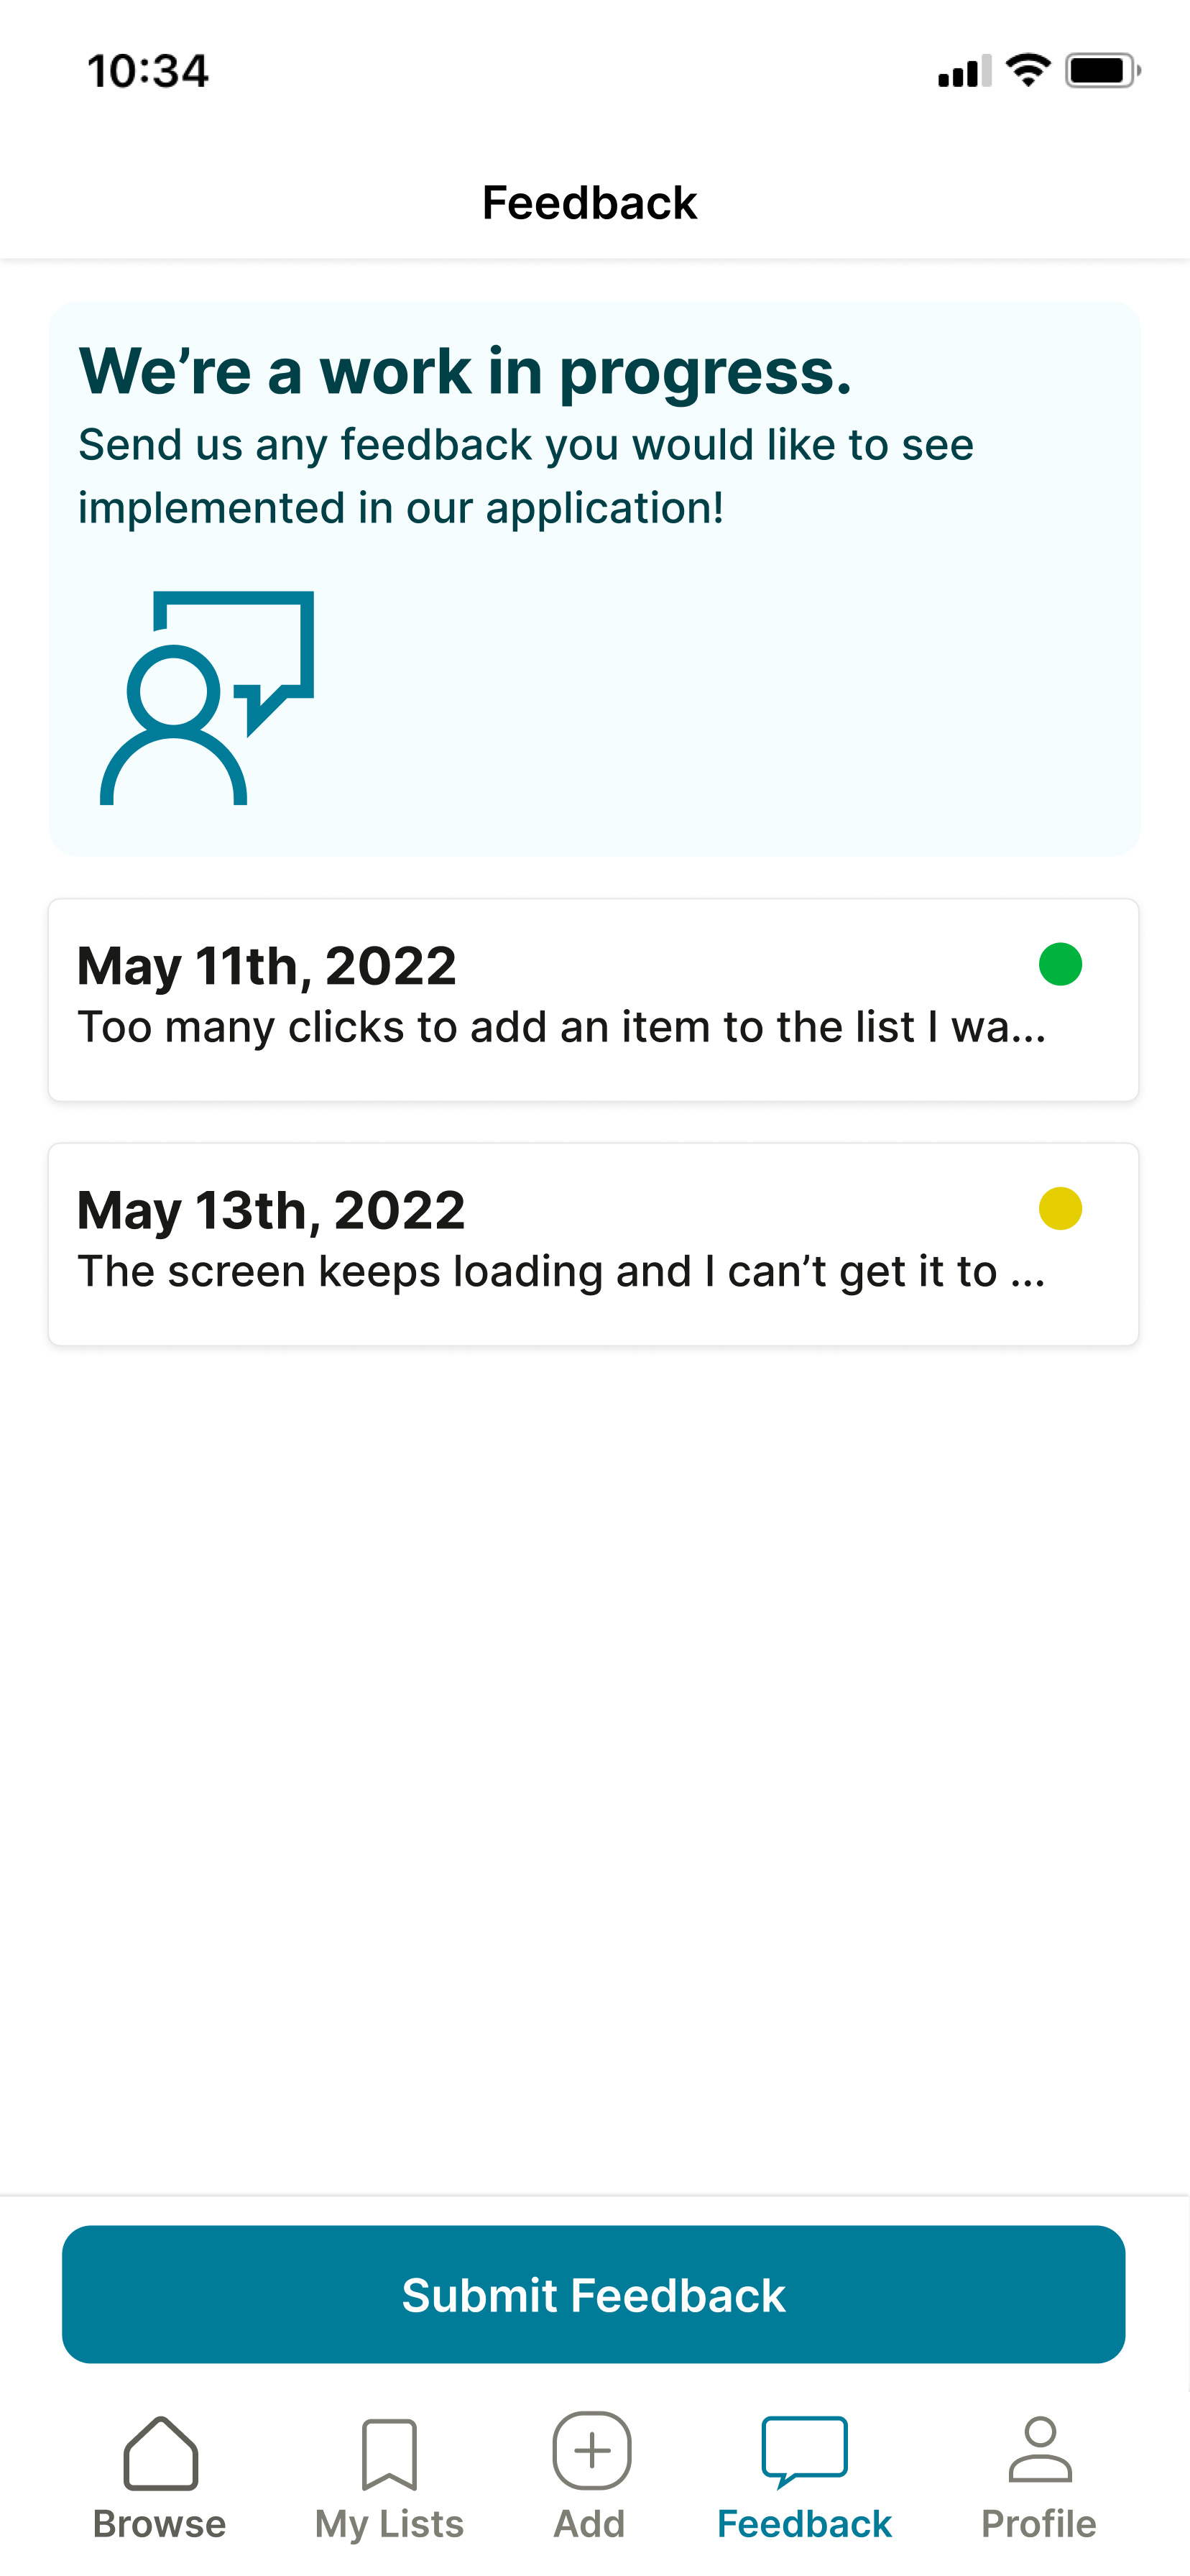 10:34
Feedback
We’re a work in progress.
Send us any feedback you would like to see
implemented in our application!
May 11th, 2022
Too many clicks to add an item to the list I wa...
May 13th, 2022
The screen keeps loading and I can’t get it to ...
Submit Feedback
Browse
My Lists
Add
Feedback
Profile